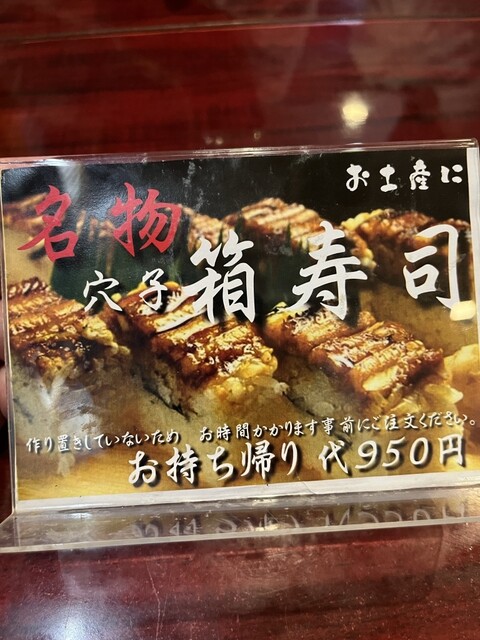 お土産に
名物
穴子箱寿司
作り置きしていないため お時間かかります事前にご注文ください。
お持ち帰り 代950円